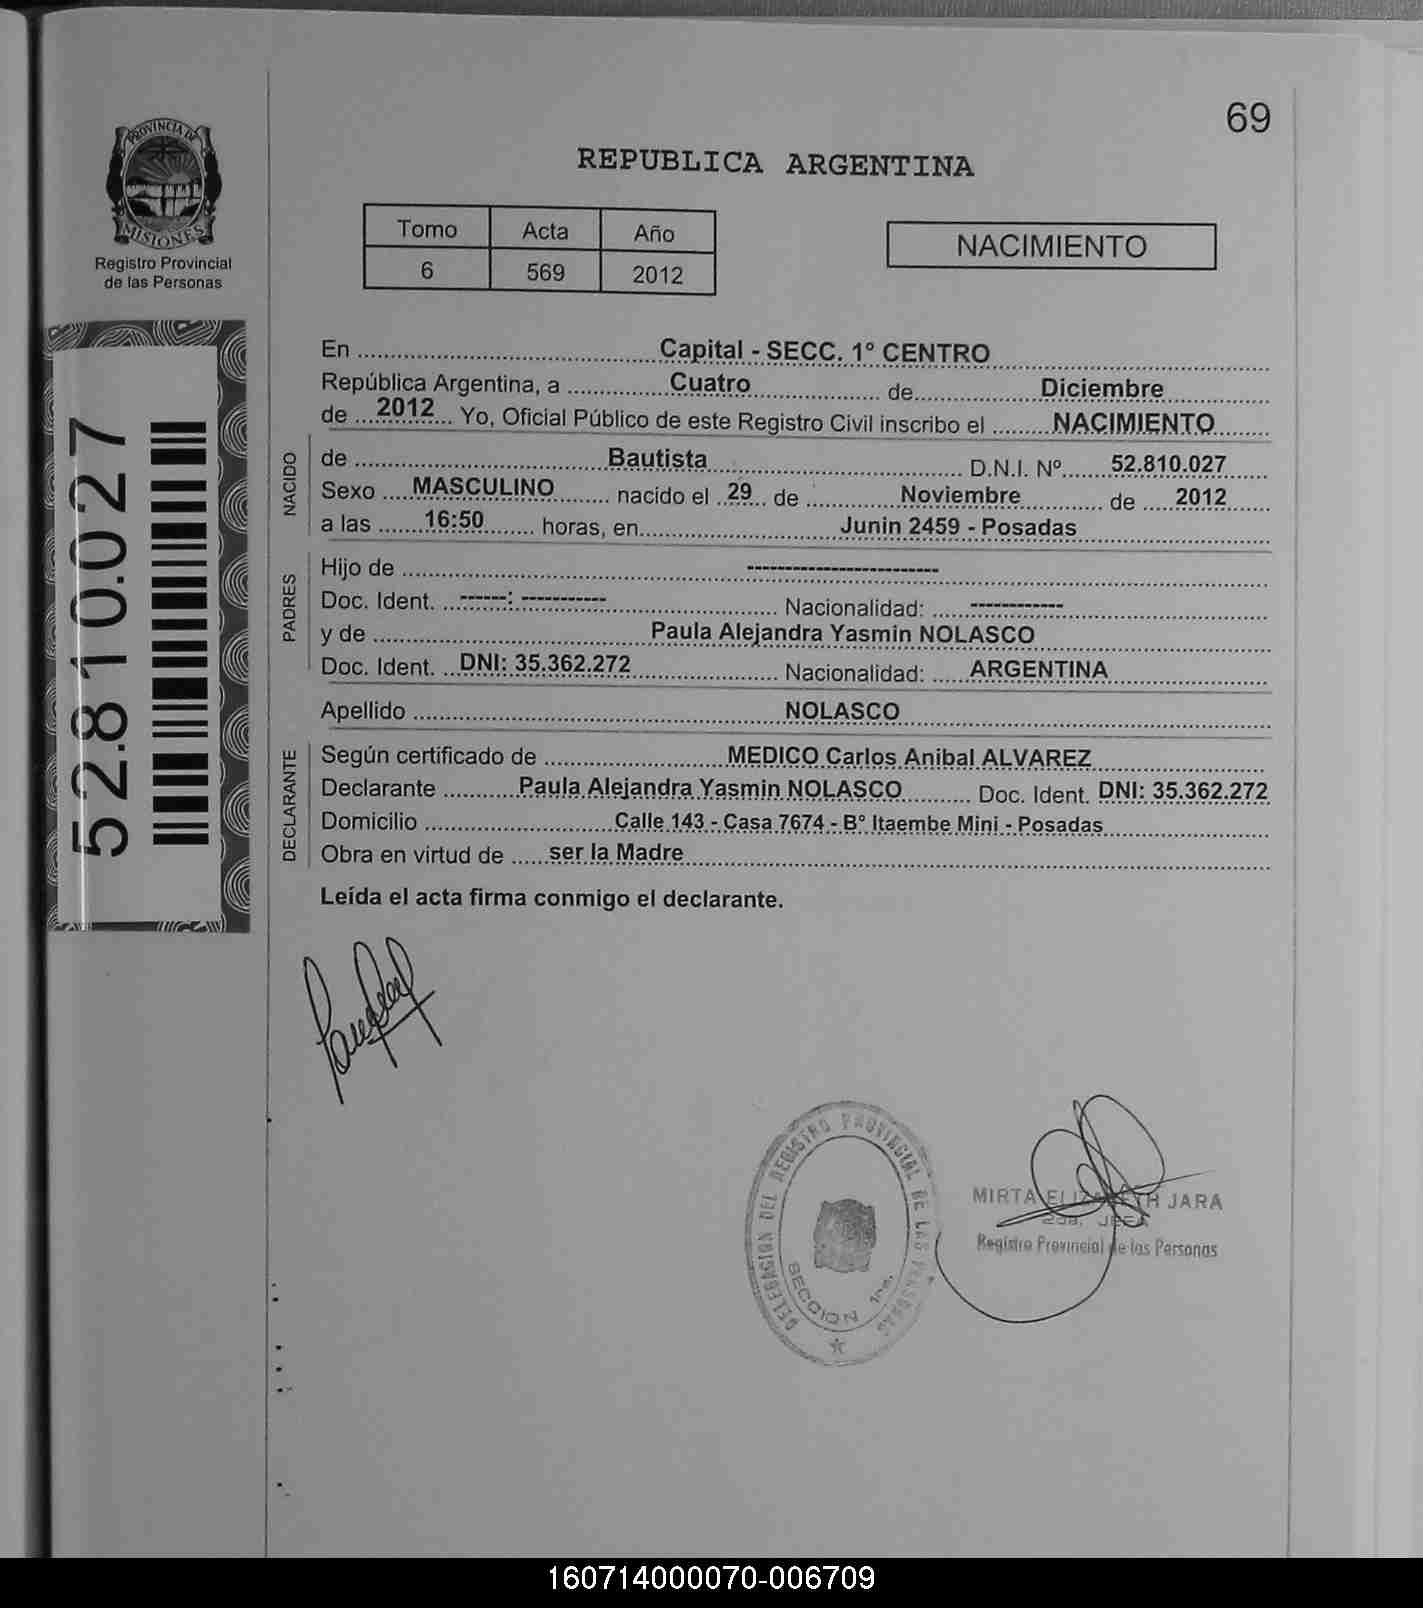 69
PROVINCIA DE
MISIONES
Registro Provincial
de las Personas
REPUBLICA ARGENTINA
Tomo Acta Año
6 569 2012
NACIMIENTO
52.810.027
En Capital - SECC. 1° CENTRO
República Argentina, a Cuatro de Diciembre
de 2012 Yo, Oficial Público de este Registro Civil inscribo el NACIMIENTO
NACIDO
de Bautista D.N.I. Nº 52.810.027
Sexo MASCULINO nacido el 29 de Noviembre de 2012
a las 16:50 horas, en Junin 2459 - Posadas
PADRES
Hijo de -------------------------
Doc. Ident. ------: ----------- Nacionalidad: ------------
y de Paula Alejandra Yasmin NOLASCO
Doc. Ident. DNI: 35.362.272 Nacionalidad: ARGENTINA
Apellido NOLASCO
DECLARANTE
Según certificado de MEDICO Carlos Anibal ALVAREZ
Declarante Paula Alejandra Yasmin NOLASCO Doc. Ident. DNI: 35.362.272
Domicilio Calle 143 - Casa 7674 - B° Itaembe Mini - Posadas
Obra en virtud de ser la Madre
Leída el acta firma conmigo el declarante.
DELEGACION DEL REGISTRO PROVINCIAL DE LAS PERSONAS
SECCION 1ra.
MIRTA ELIZABETH JARA
2da. JEFA
Registro Provincial de las Personas
160714000070-006709